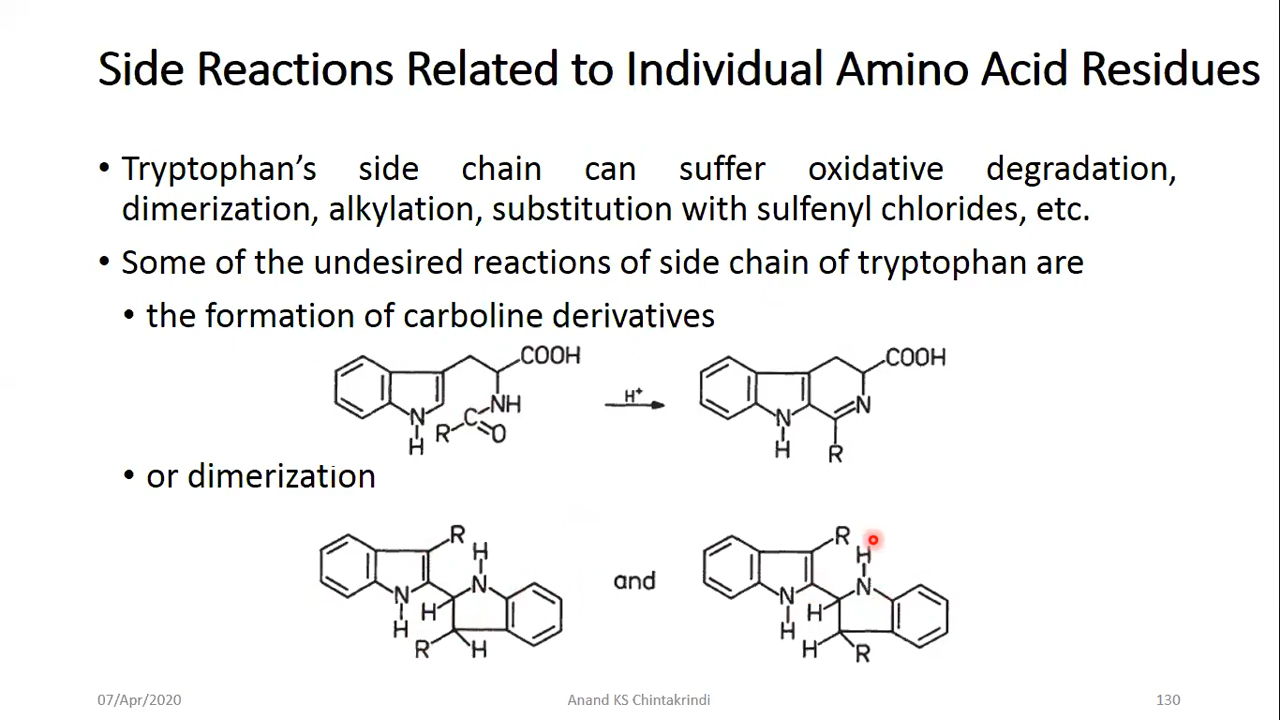 Side Reactions Related to Individual Amino Acid Residues
• Tryptophan’s side chain can suffer oxidative degradation,
dimerization, alkylation, substitution with sulfenyl chlorides, etc.
• Some of the undesired reactions of side chain of tryptophan are
• the formation of carboline derivatives
COOH
NH
C
O
R
N
H
H+
COOH
N
N
H
R
• or dimerization
R
H
N
N
H
H
R
H
and
R
H
N
N
H
H
H
R
07/Apr/2020
Anand KS Chintakrindi
130